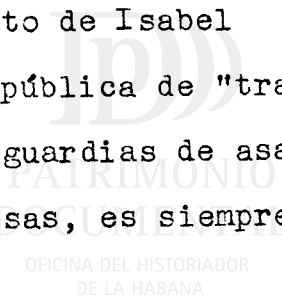 to de Isabel
pública de "tra
guardias de asa
PATRIMONIO
DOCUMENTAL
sas, es siempre
OFICINA DEL HISTORIADOR
DE LA HABANA